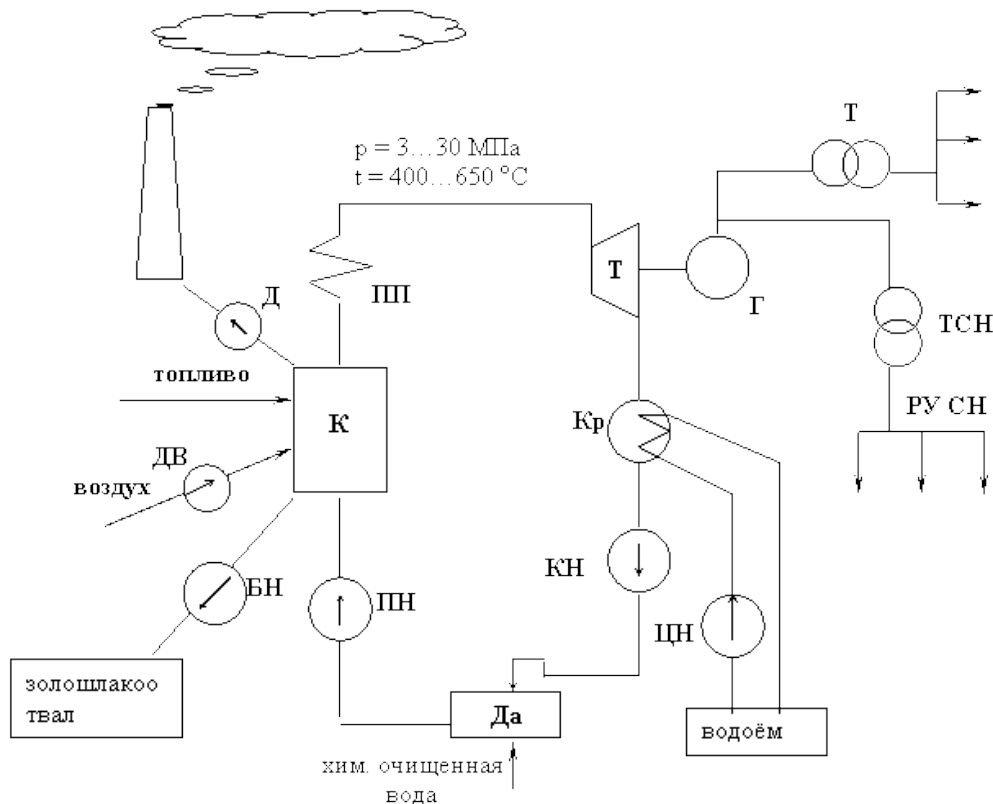 p = 3...30 МПа
t = 400...650 °C
Т
Д
ПП
Т
Г
ТСН
топливо
К
Кр
РУ СН
ДВ
воздух
БН
ПН
КН
ЦН
золошлакоо
твал
Да
водоём
хим. очищенная
вода